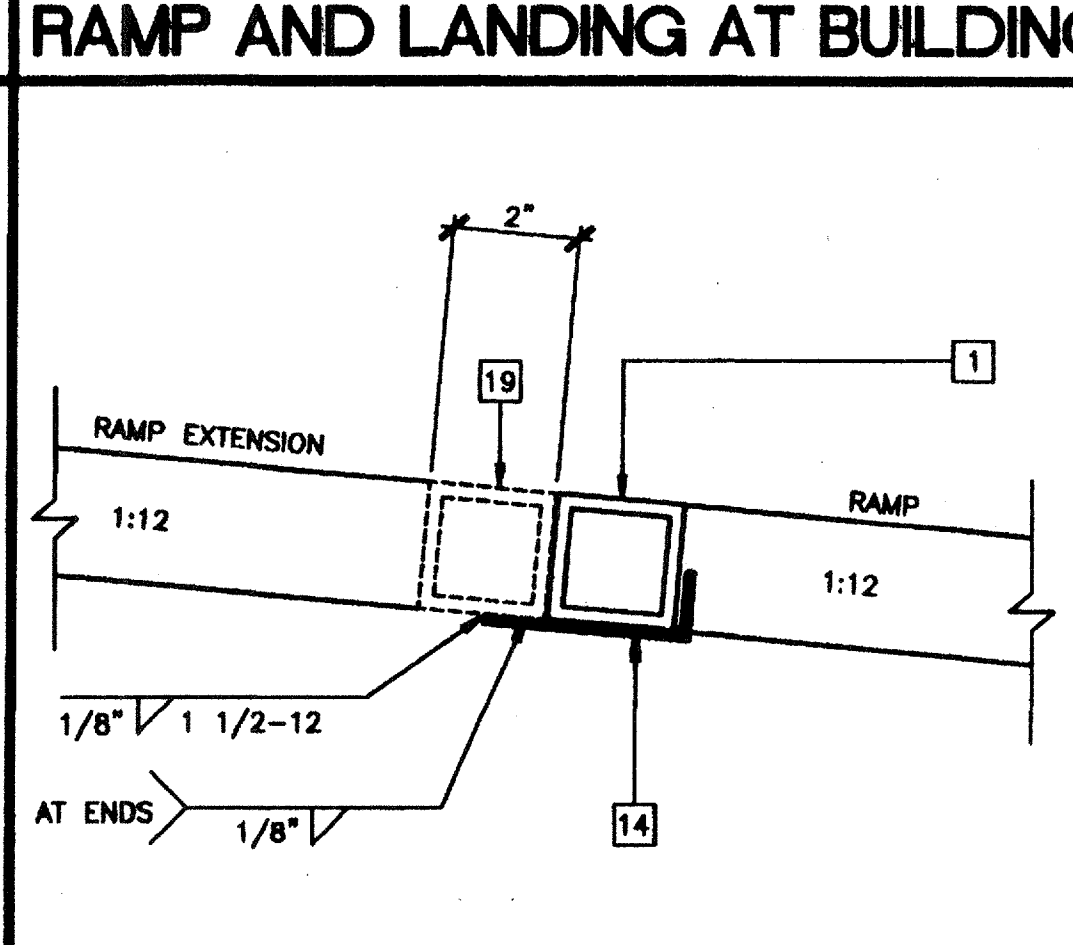 RAMP AND LANDING AT BUILDING
2"
1
19
RAMP EXTENSION
RAMP
1:12
1:12
1/8" 1 1/2-12
AT ENDS
1/8"
14